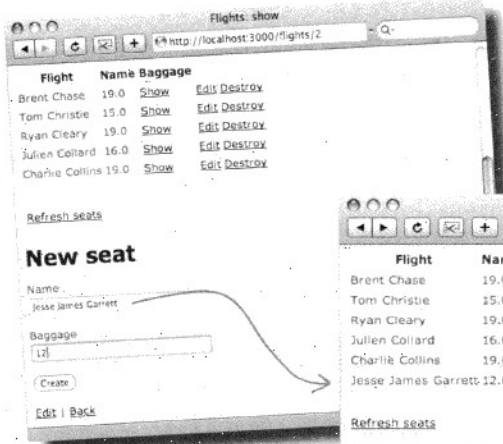 Flights: show
http://localhost:3000/flights/2
Q-
Flight Name Baggage
Brent Chase 19.0 Show Edit Destroy
Tom Christie 15.0 Show Edit Destroy
Ryan Cleary 19.0 Show Edit Destroy
Julien Collard 16.0 Show Edit Destroy
Charlie Collins 19.0 Show Edit Destroy
Refresh seats
New seat
Name
Jesse James Garrett
Baggage
12
Create
Edit | Back
Flight Nar
Brent Chase 19.0
Tom Christie 15.0
Ryan Cleary 19.0
Julien Collard 16.0
Charlie Collins 19.0
Jesse James Garrett 12.0
Refresh seats